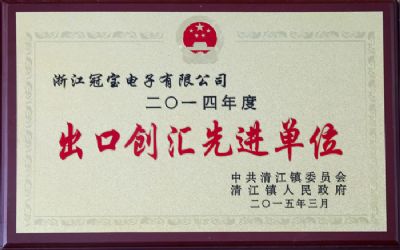 浙江冠宝电子有限公司
二〇一四年度
出口创汇先进单位
中共清江镇委员会
清江镇人民政府
二〇一五年三月